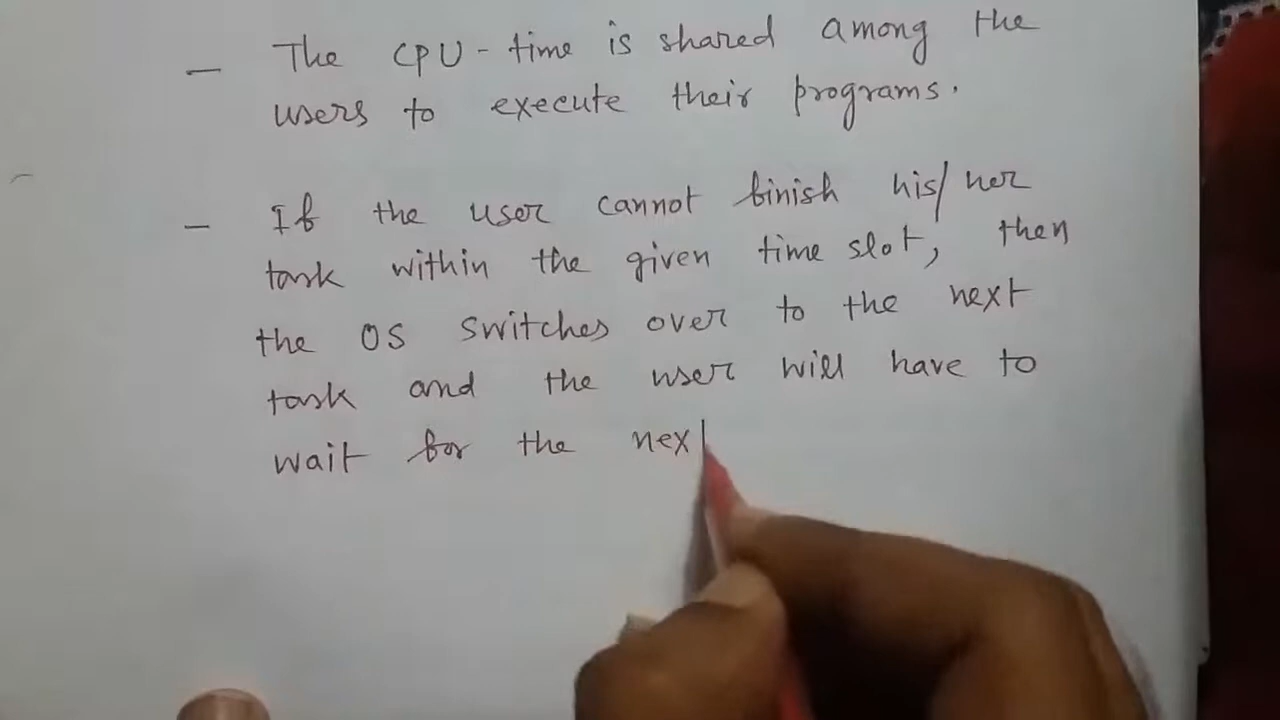 – The CPU-time is shared among the
users to execute their programs.
– If the user cannot finish his/her
task within the given time slot, then
the OS switches over to the next
task and the user will have to
wait for the nex